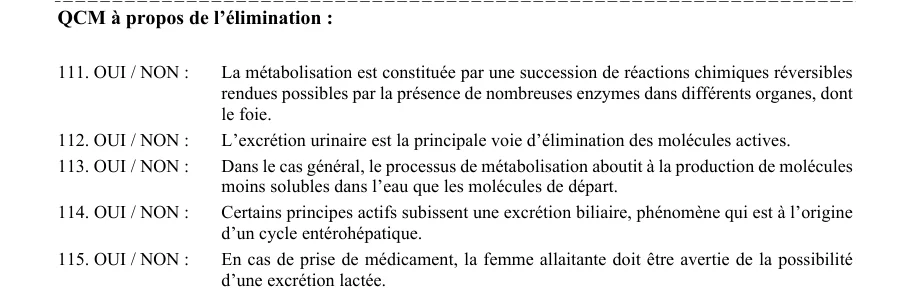 QCM à propos de l’élimination :
111. OUI / NON : La métabolisation est constituée par une succession de réactions chimiques réversibles
rendues possibles par la présence de nombreuses enzymes dans différents organes, dont
le foie.
112. OUI / NON : L’excrétion urinaire est la principale voie d’élimination des molécules actives.
113. OUI / NON : Dans le cas général, le processus de métabolisation aboutit à la production de molécules
moins solubles dans l’eau que les molécules de départ.
114. OUI / NON : Certains principes actifs subissent une excrétion biliaire, phénomène qui est à l’origine
d’un cycle entérohépatique.
115. OUI / NON : En cas de prise de médicament, la femme allaitante doit être avertie de la possibilité
d’une excrétion lactée.